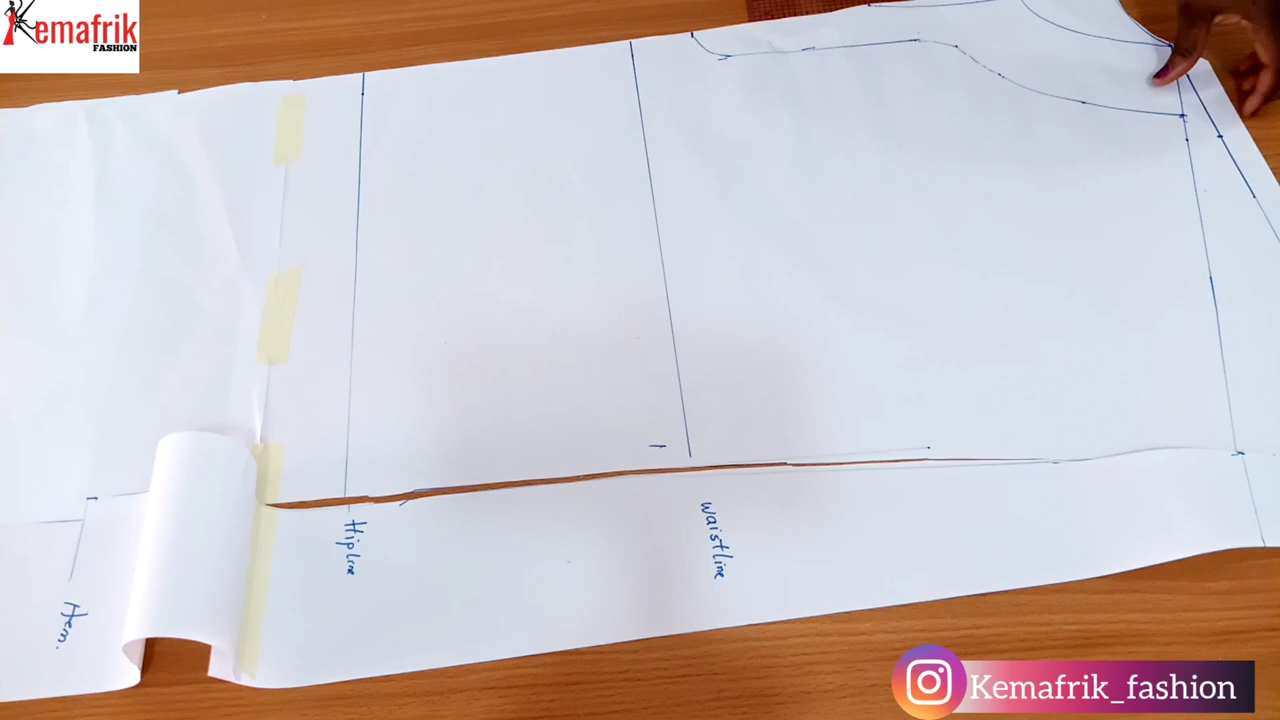 Kemafrik
FASHION
Hipline
waistline
Hem.
Kemafrik_fashion